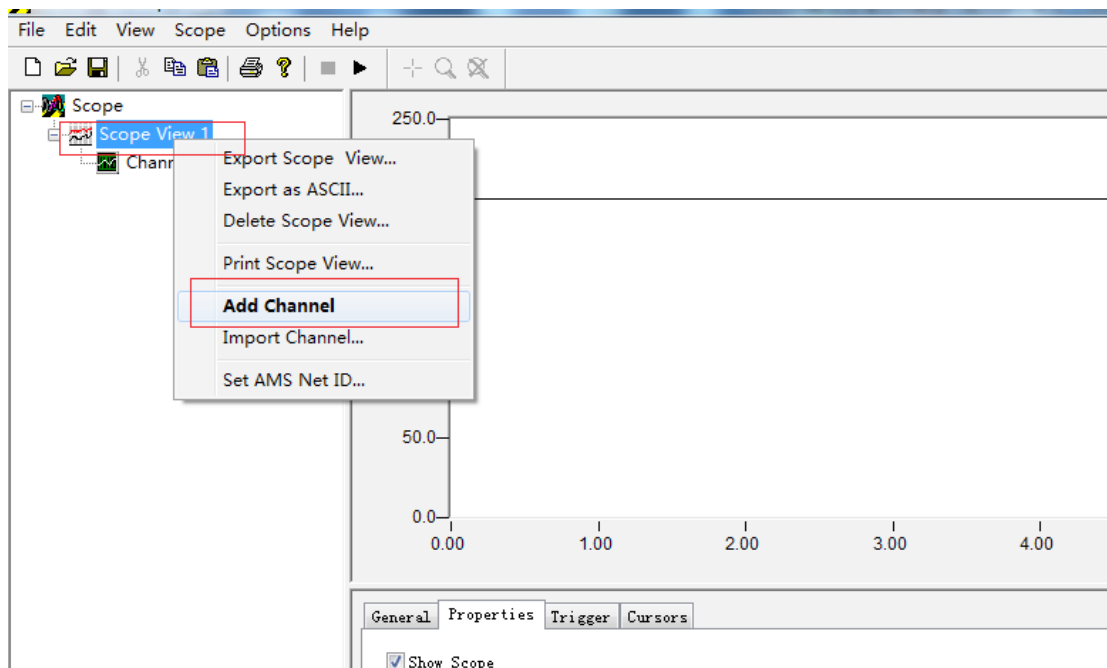 File Edit View Scope Options Help
Scope
Scope View 1
Chann
Export Scope View...
Export as ASCII...
Delete Scope View...
Print Scope View...
Add Channel
Import Channel...
Set AMS Net ID...
250.0
50.0
0.0
0.00 1.00 2.00 3.00 4.00
General Properties Trigger Cursors
Show Scope